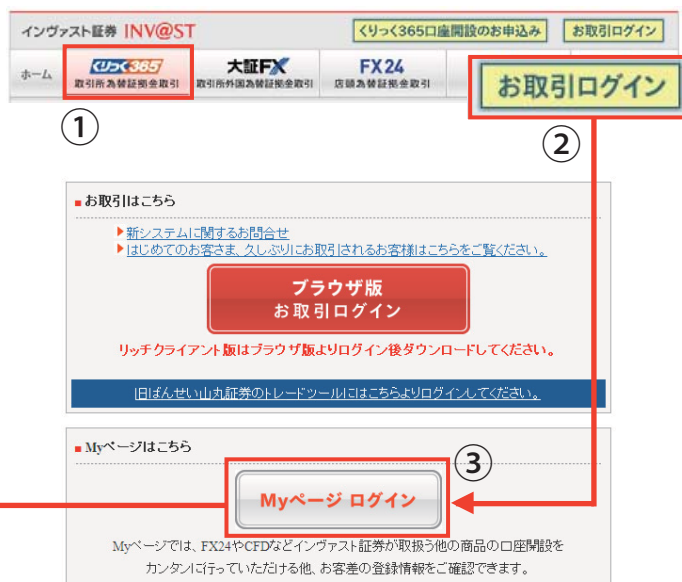 インヴァスト証券 INV@ST
くりっく365口座開設のお申込み
お取引ログイン
ホーム
くりっく365
取引所為替証拠金取引
大証FX
取引所外国為替証拠金取引
FX24
店頭為替証拠金取引
お取引ログイン
①
②
お取引はこちら
新システムに関するお問合せ
はじめてのお客さま、久しぶりにお取引されるお客様はこちらをご覧ください。
ブラウザ版
お取引ログイン
リッチクライアント版はブラウザ版よりログイン後ダウンロードしてください。
旧ばんせい山丸証券のトレードツールにはこちらよりログインしてください。
Myページはこちら
③
Myページ ログイン
Myページでは、FX24やCFDなどインヴァスト証券が取扱う他の商品の口座開設を
カンタンに行っていただける他、お客差の登録情報をご確認できます。